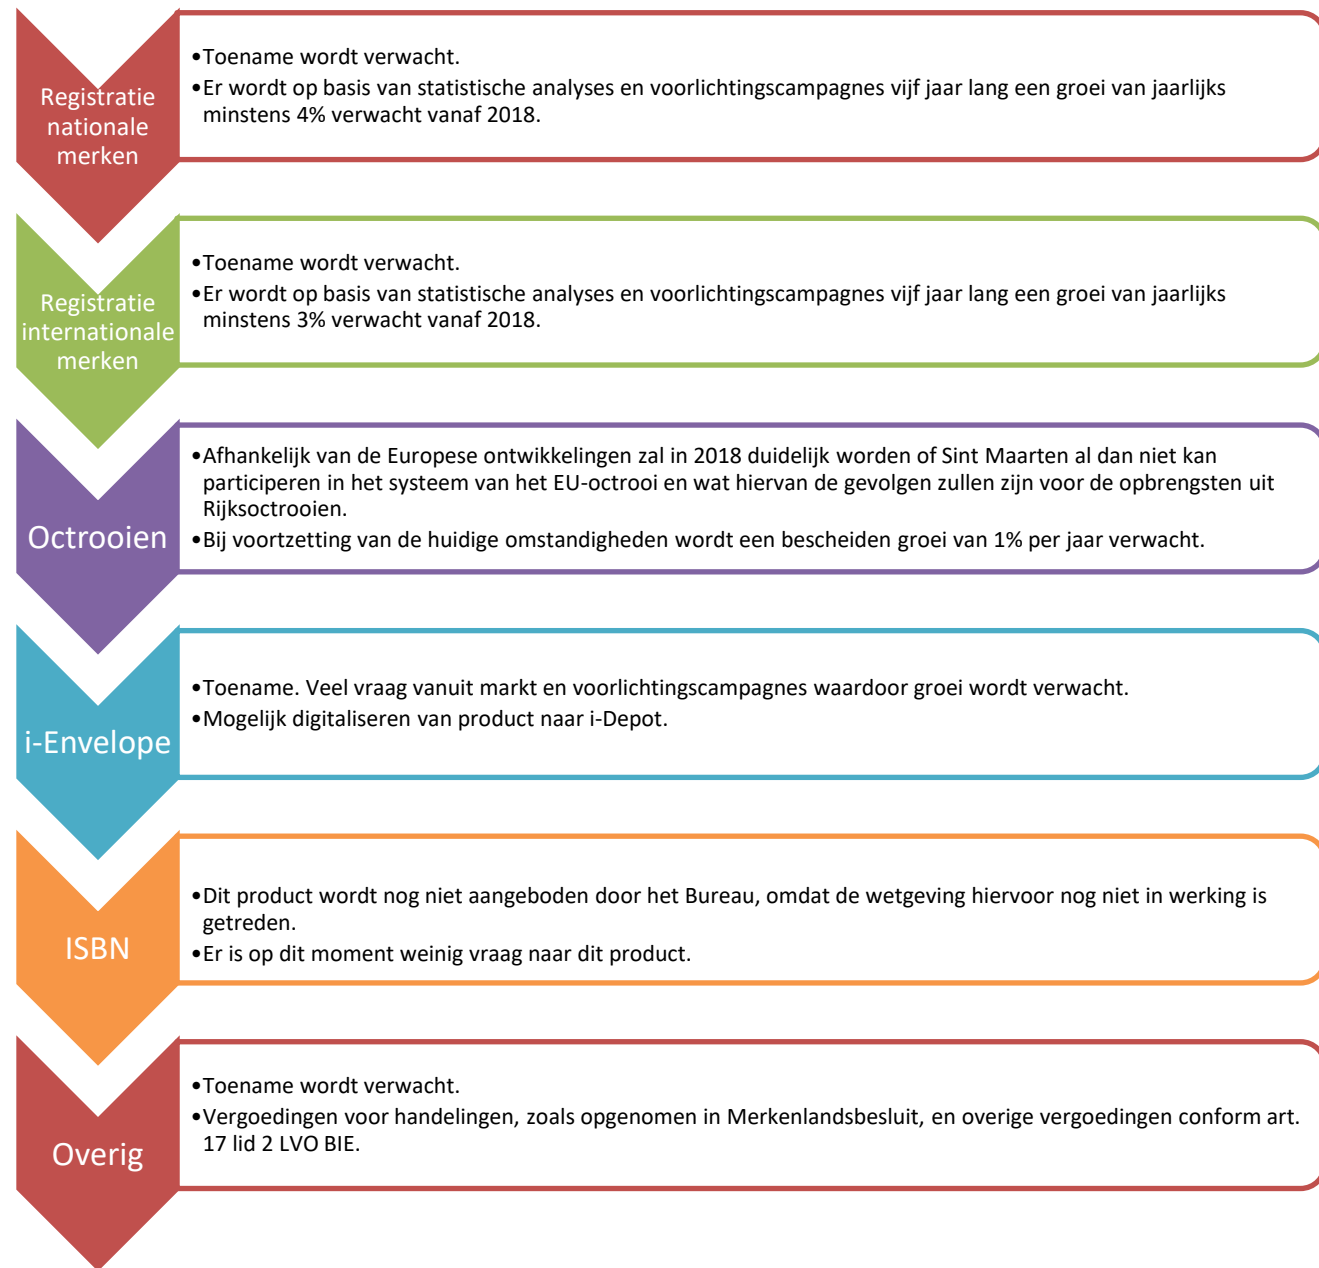 Registratie
nationale
merken
•Toename wordt verwacht.
•Er wordt op basis van statistische analyses en voorlichtingscampagnes vijf jaar lang een groei van jaarlijks
minstens 4% verwacht vanaf 2018.
Registratie
internationale
merken
•Toename wordt verwacht.
•Er wordt op basis van statistische analyses en voorlichtingscampagnes vijf jaar lang een groei van jaarlijks
minstens 3% verwacht vanaf 2018.
Octrooien
•Afhankelijk van de Europese ontwikkelingen zal in 2018 duidelijk worden of Sint Maarten al dan niet kan
participeren in het systeem van het EU-octrooi en wat hiervan de gevolgen zullen zijn voor de opbrengsten uit
Rijksoctrooien.
•Bij voortzetting van de huidige omstandigheden wordt een bescheiden groei van 1% per jaar verwacht.
i-Envelope
•Toename. Veel vraag vanuit markt en voorlichtingscampagnes waardoor groei wordt verwacht.
•Mogelijk digitaliseren van product naar i-Depot.
ISBN
•Dit product wordt nog niet aangeboden door het Bureau, omdat de wetgeving hiervoor nog niet in werking is
getreden.
•Er is op dit moment weinig vraag naar dit product.
Overig
•Toename wordt verwacht.
•Vergoedingen voor handelingen, zoals opgenomen in Merkenlandsbesluit, en overige vergoedingen conform art.
17 lid 2 LVO BIE.